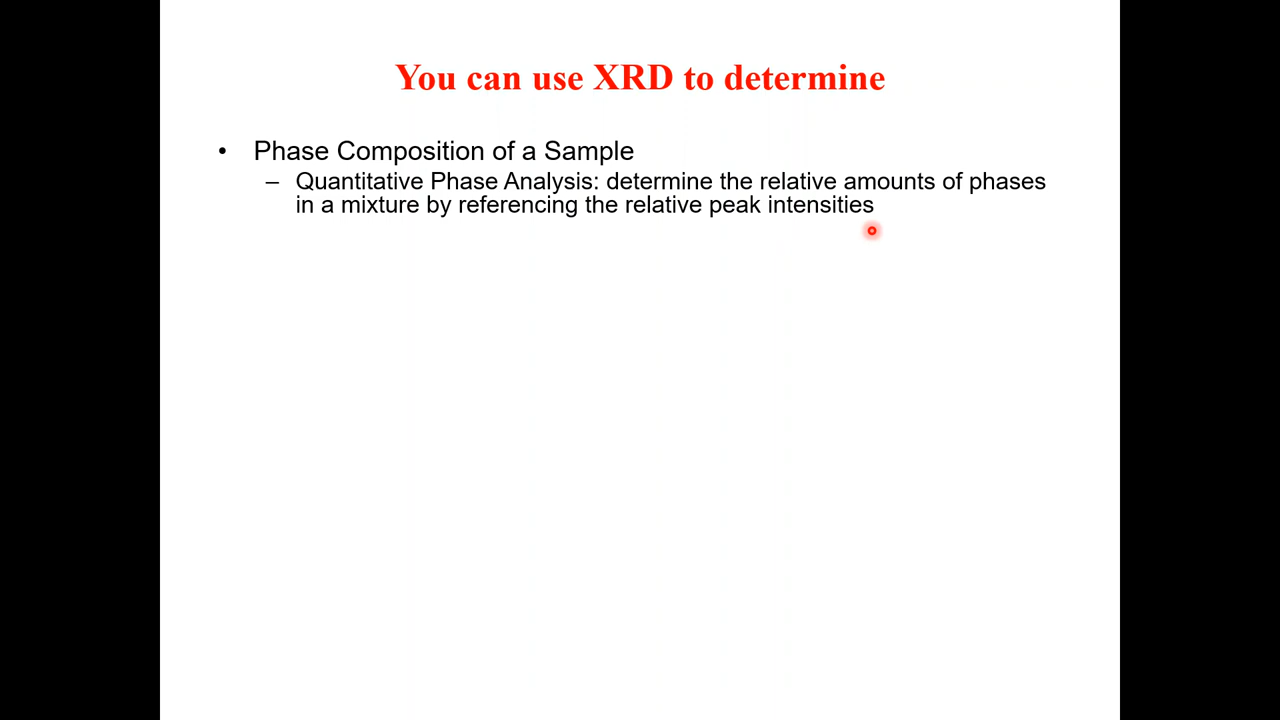 You can use XRD to determine
• Phase Composition of a Sample
– Quantitative Phase Analysis: determine the relative amounts of phases
in a mixture by referencing the relative peak intensities